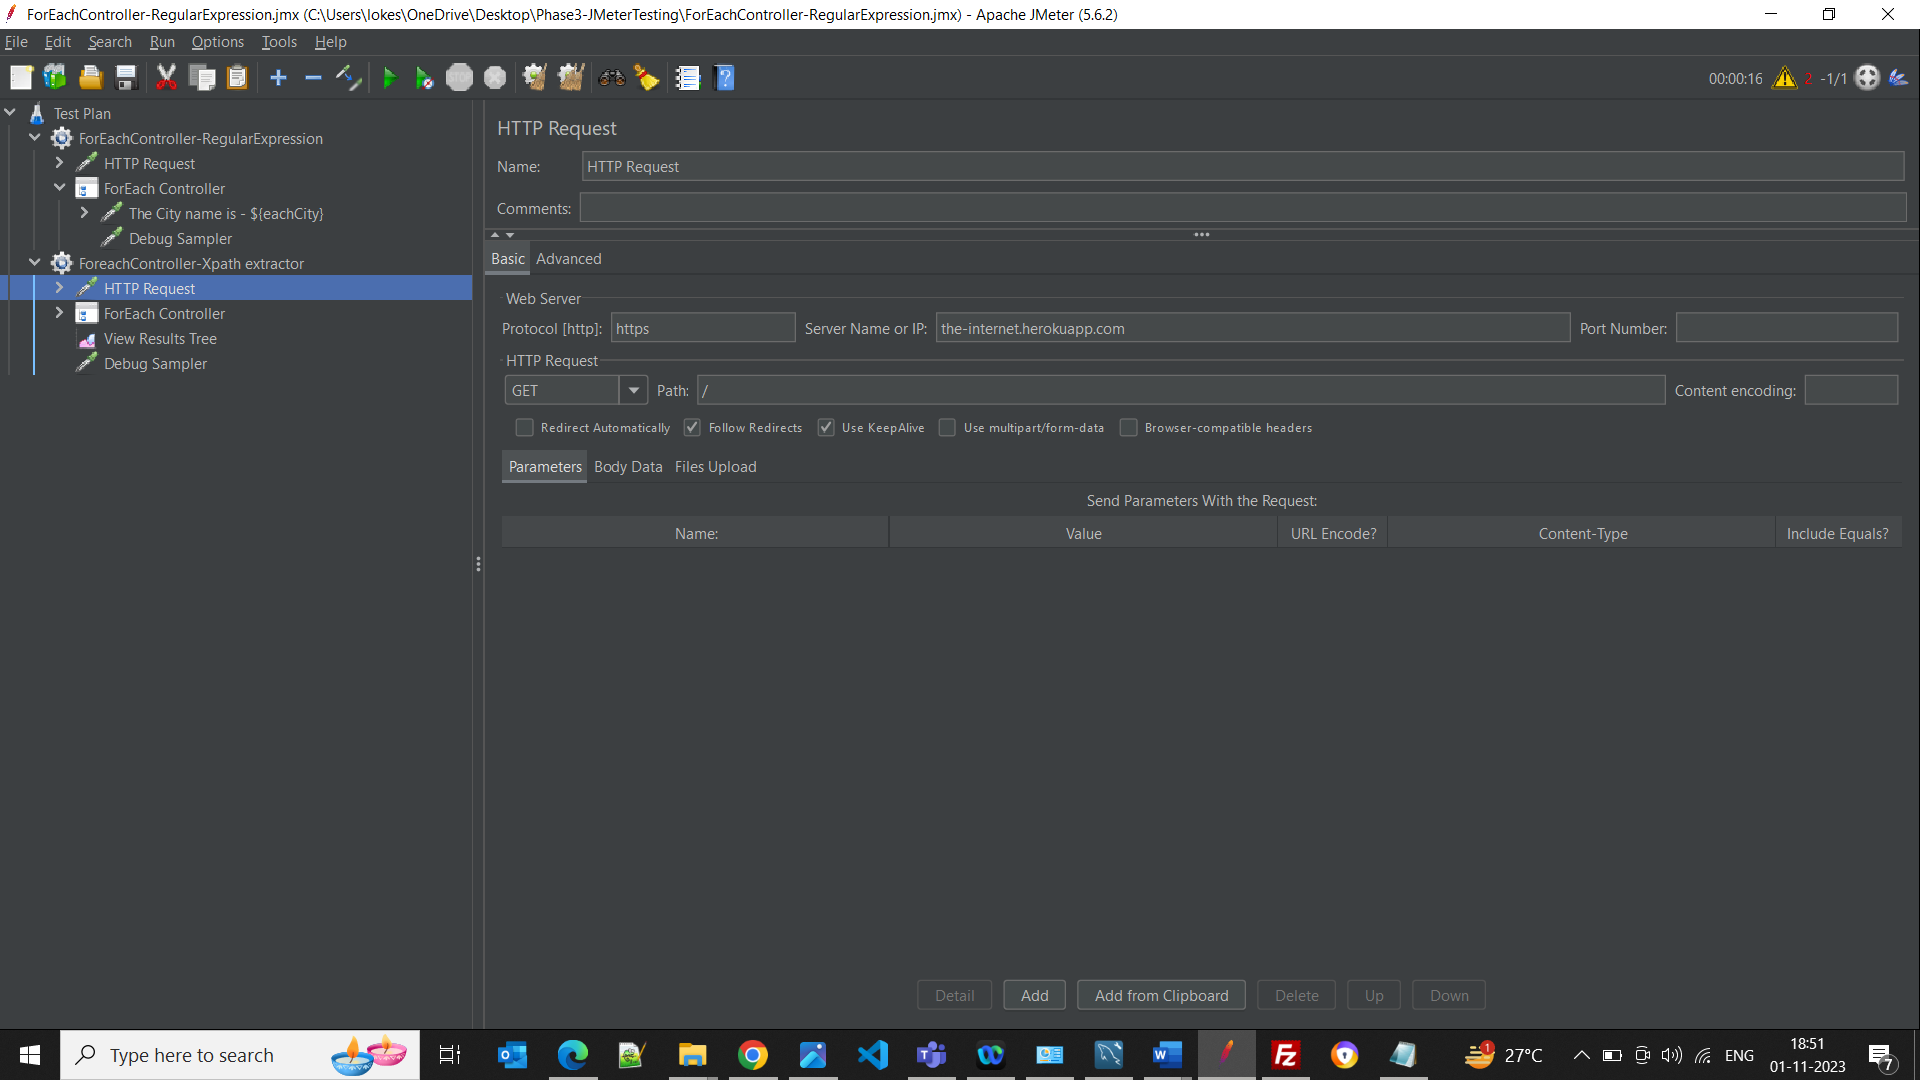 ForEachController-RegularExpression.jmx (C:\Users\lokes\OneDrive\Desktop\Phase3-JMeterTesting\ForEachController-RegularExpression.jmx) - Apache JMeter (5.6.2)
File Edit Search Run Options Tools Help
STOP
00:00:16 2 -1/1
Test Plan
ForEachController-RegularExpression
HTTP Request
ForEach Controller
The City name is - ${eachCity}
Debug Sampler
ForeachController-Xpath extractor
HTTP Request
ForEach Controller
View Results Tree
Debug Sampler
HTTP Request
Name: HTTP Request
Comments:
Basic Advanced
Web Server
Protocol [http]: https Server Name or IP: the-internet.herokuapp.com Port Number:
HTTP Request
GET Path: / Content encoding:
Redirect Automatically Follow Redirects Use KeepAlive Use multipart/form-data Browser-compatible headers
Parameters Body Data Files Upload
Send Parameters With the Request:
Name: Value URL Encode? Content-Type Include Equals?
Detail Add Add from Clipboard Delete Up Down
Type here to search
1 27°C ENG
18:51
01-11-2023
7